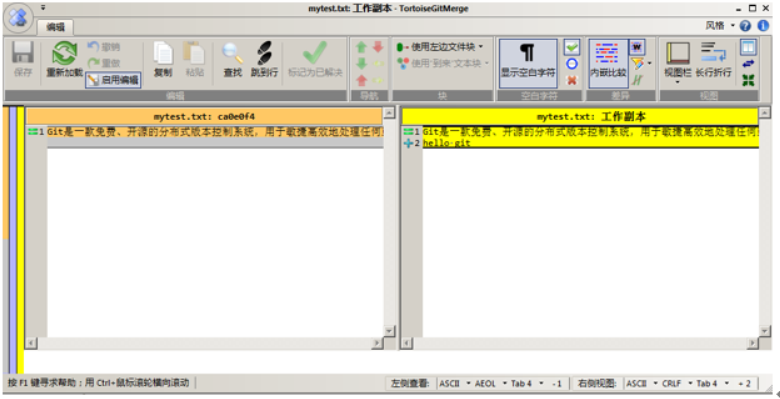 mytest.txt: 工作副本 - TortoiseGitMerge
编辑
风格
保存
重新加载
撤销
重做
启用编辑
复制
粘贴
查找
跳到行
标记为已解决
使用左边文件块
使用'到来'文本块
显示空白字符
内嵌比较
视图栏
长行折行
编辑
导航
块
空白字符
差异
视图
mytest.txt: ca0e0f4
mytest.txt: 工作副本
1 Git是一款免费、开源的分布式版本控制系统，用于敏捷高效地处理任何
1 Git是一款免费、开源的分布式版本控制系统，用于敏捷高效地处理任何
2 hello·git
按 F1 键寻求帮助；用 Ctrl+鼠标滚轮横向滚动
左侧查看: ASCII AEOL Tab 4 -1
右侧视图: ASCII CRLF Tab 4 +2